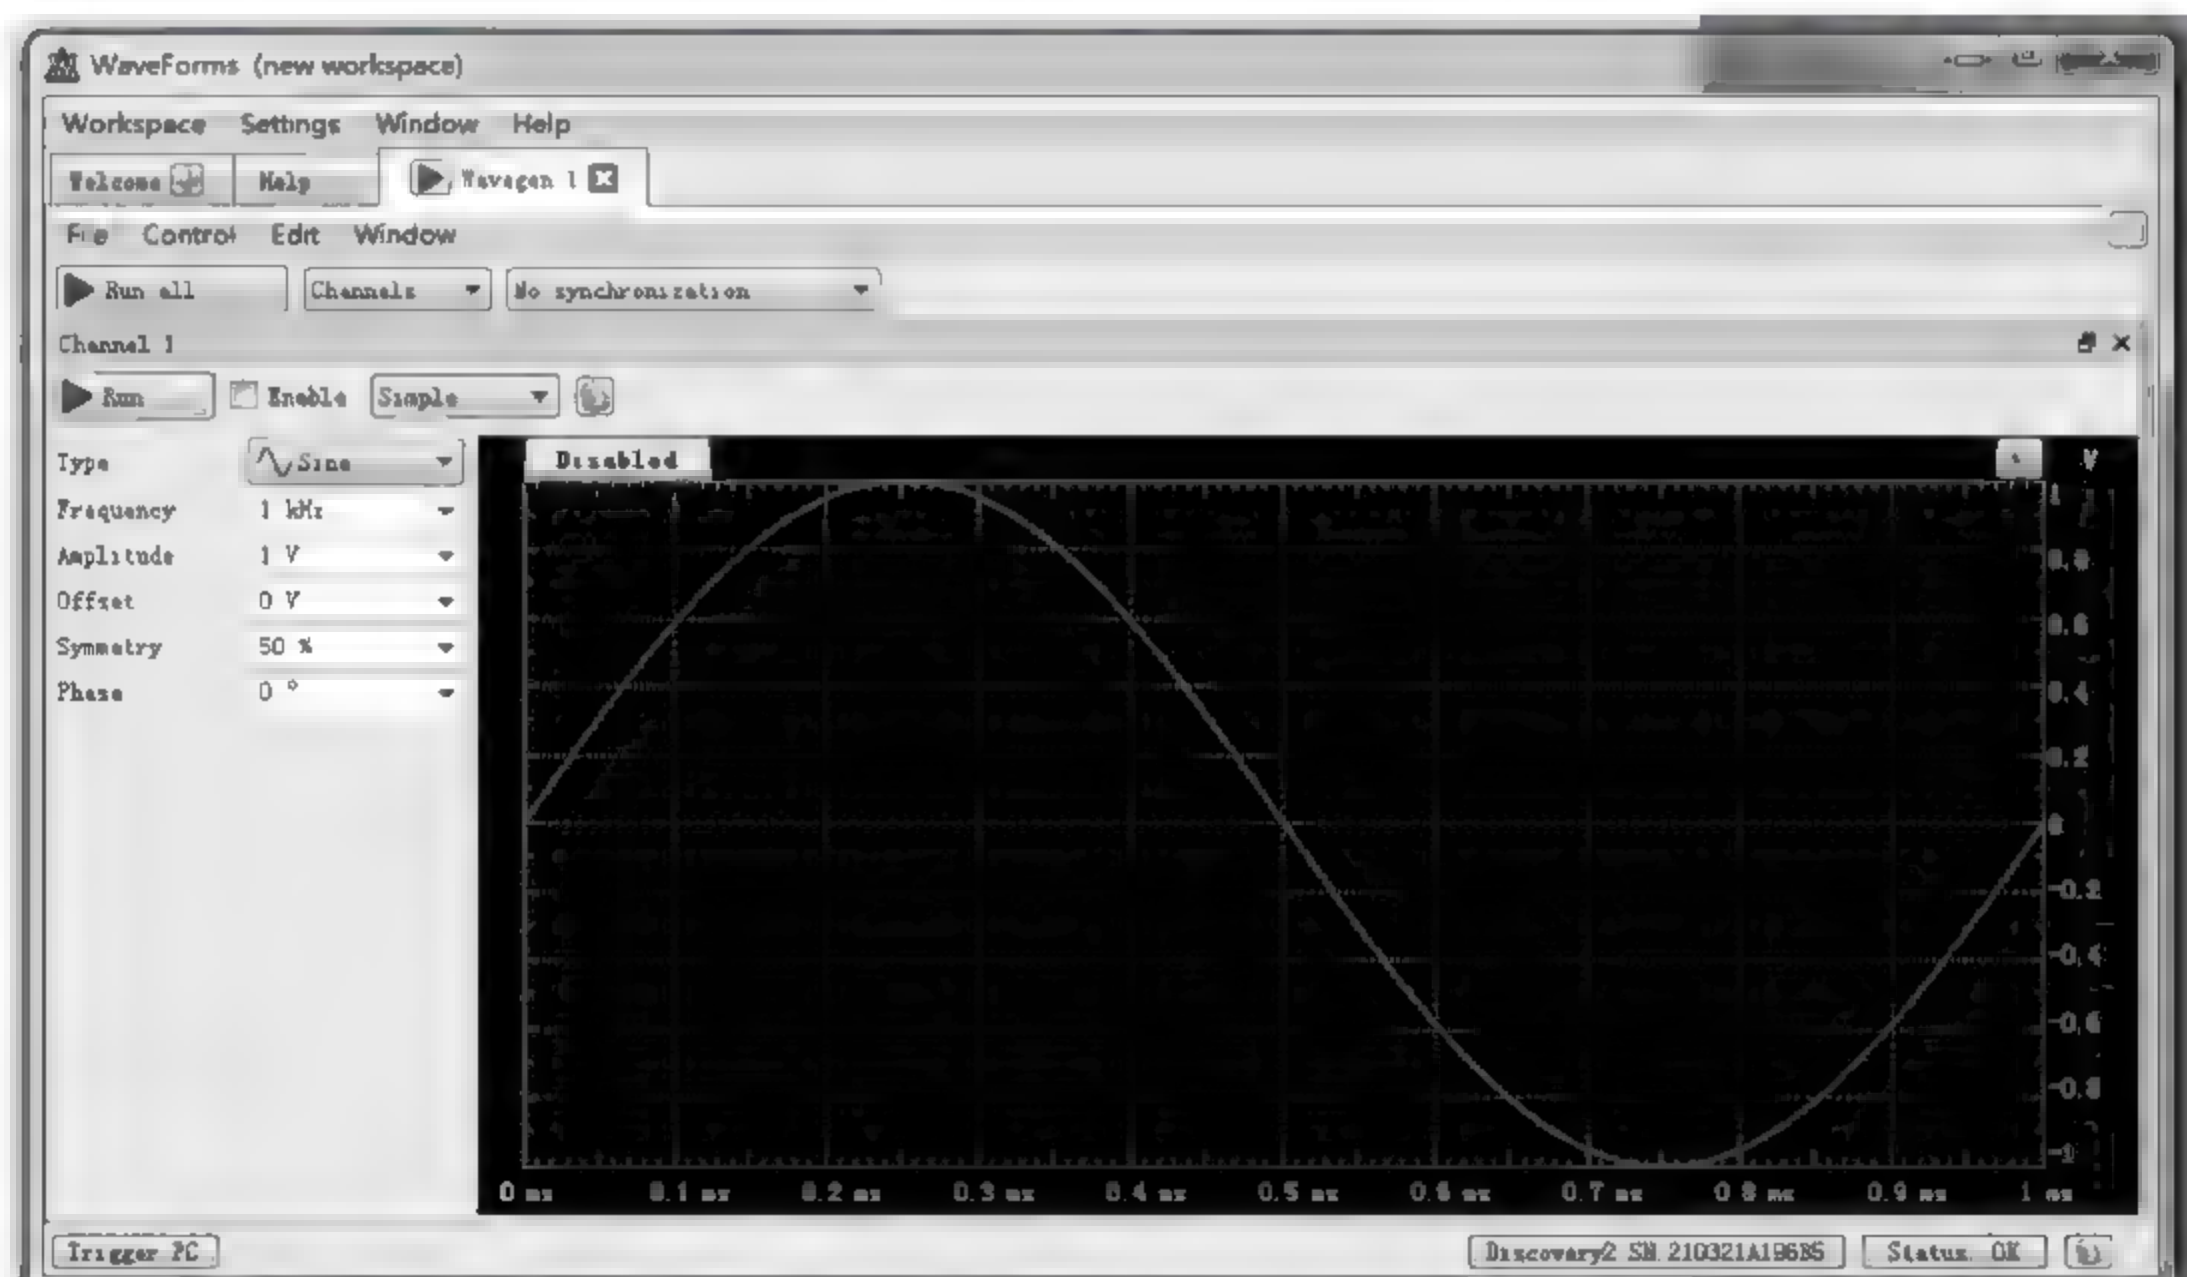 WaveForms (new workspace)
Workspace Settings Window Help
Welcome Help Wavegen 1
File Control Edit Window
Run all Channels No synchronization
Channel 1
Run Enable Simple
Type Sine Disabled V
Frequency 1 kHz
Amplitude 1 V
Offset 0 V
Symmetry 50 %
Phase 0 °
1
0.8
0.6
0.4
0.2
0
-0.2
-0.4
-0.6
-0.8
-1
0 ms 0.1 ms 0.2 ms 0.3 ms 0.4 ms 0.5 ms 0.6 ms 0.7 ms 0.8 ms 0.9 ms 1 ms
Trigger PC Discovery2 SN:210321A196B5 Status: OK